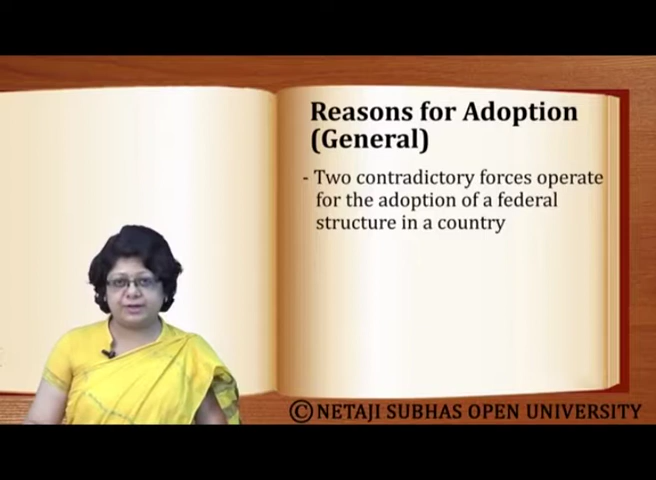 Reasons for Adoption
(General)
- Two contradictory forces operate
for the adoption of a federal
structure in a country
© NETAJI SUBHAS OPEN UNIVERSITY